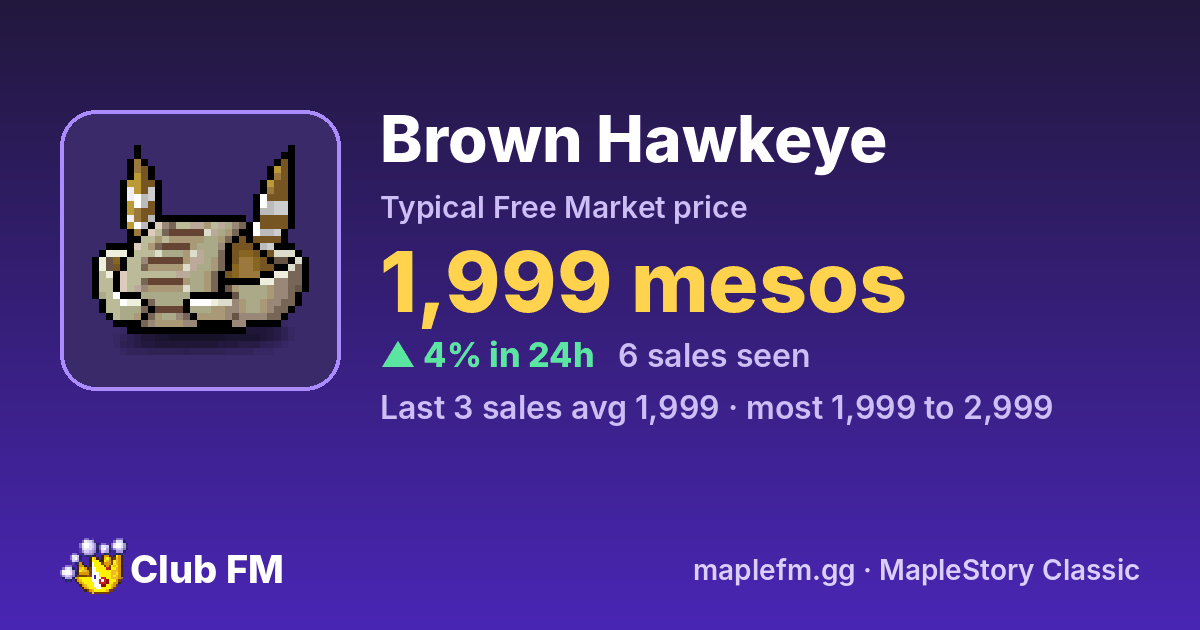 Brown Hawkeye
Typical Free Market price
1,999 mesos
▲ 4% in 24h 6 sales seen
Last 3 sales avg 1,999 · most 1,999 to 2,999
Club FM
maplefm.gg · MapleStory Classic